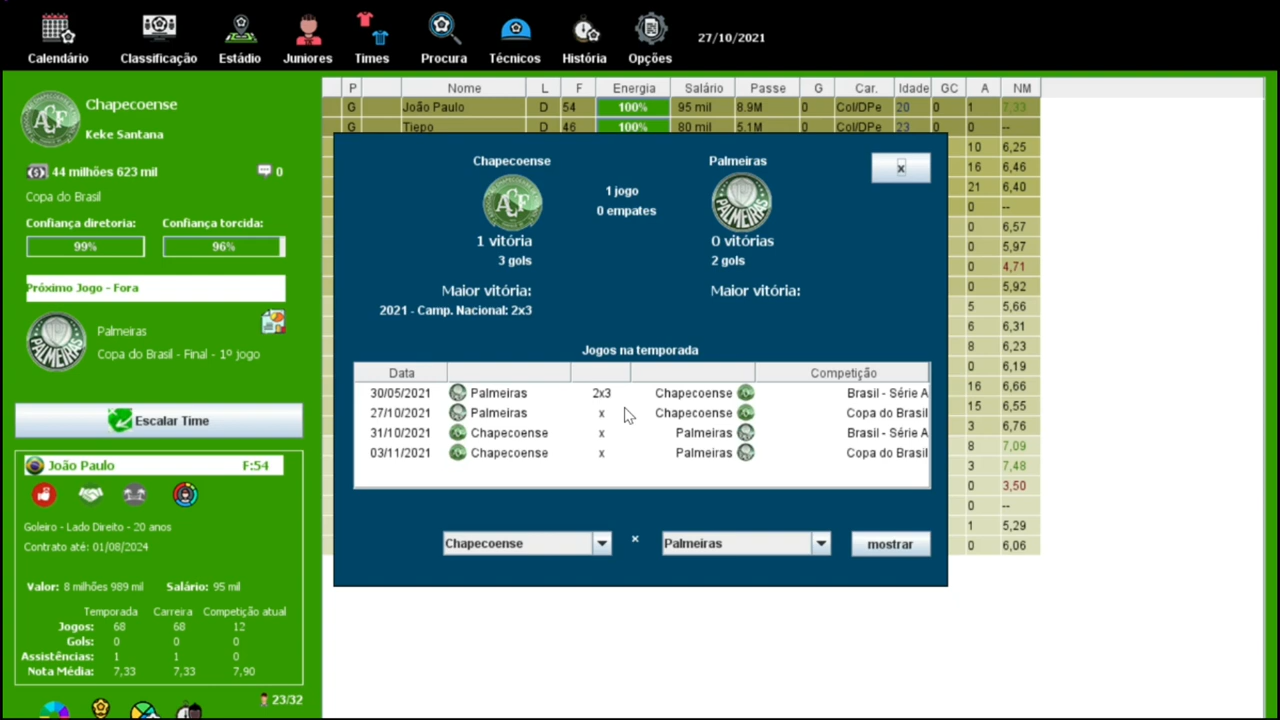 Calendário Classificação Estádio Juniores Times Procura Técnicos História Opções 27/10/2021
Chapecoense
Keke Santana
44 milhões 623 mil 0
Copa do Brasil
Confiança diretoria: Confiança torcida:
99% 96%
Próximo Jogo - Fora
Palmeiras
Copa do Brasil - Final - 1º jogo
Escalar Time
João Paulo F:54
Goleiro - Lado Direito - 20 anos
Contrato até: 01/08/2024
Valor: 8 milhões 989 mil Salário: 95 mil
Temporada Carreira Competição atual
Jogos: 68 68 12
Gols: 0 0 0
Assistências: 1 1 0
Nota Média: 7,33 7,33 7,90
23/32
P Nome L F Energia Salário Passe G Car. Idade GC A NM
G João Paulo D 54 100% 95 mil 8.9M 0 Col/DPe 20 0 1 7,33
G Tiepo D 46 100% 80 mil 5.1M 0 Col/DPe 23 0 0 --
10 6,25
16 6,46
21 6,40
0 --
0 6,57
0 5,97
0 4,71
0 5,92
5 5,66
6 6,31
8 6,23
0 6,19
16 6,66
15 6,55
3 6,76
8 7,09
3 7,48
0 3,50
0 --
1 5,29
0 6,06
Chapecoense Palmeiras x
1 jogo
0 empates
ACF PALMEIRAS
1 vitória 0 vitórias
3 gols 2 gols
Maior vitória: Maior vitória:
2021 - Camp. Nacional: 2x3
Jogos na temporada
Data Competição
30/05/2021 Palmeiras 2x3 Chapecoense Brasil - Série A
27/10/2021 Palmeiras x Chapecoense Copa do Brasil
31/10/2021 Chapecoense x Palmeiras Brasil - Série A
03/11/2021 Chapecoense x Palmeiras Copa do Brasil
Chapecoense × Palmeiras mostrar